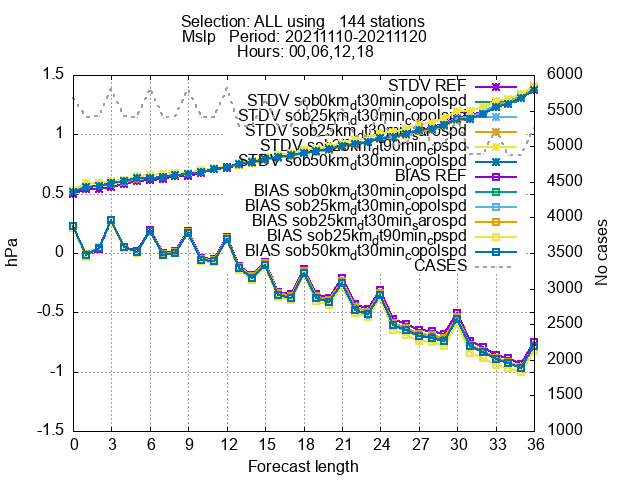 Selection: ALL using 144 stations
Mslp Period: 20211110-20211120
Hours: 00,06,12,18
1.5
1
0.5
0
-0.5
-1
-1.5
hPa
6000
5500
5000
4500
4000
3500
3000
2500
2000
1500
1000
No cases
STDV REF
STDV sob0km_dt30min_copolspd
STDV sob25km_dt30min_copolspd
STDV sob25km_dt30min_sarospd
STDV sob25km_dt90min_cpspd
STDV sob50km_dt30min_copolspd
BIAS REF
BIAS sob0km_dt30min_copolspd
BIAS sob25km_dt30min_copolspd
BIAS sob25km_dt30min_sarospd
BIAS sob25km_dt90min_cpspd
BIAS sob50km_dt30min_copolspd
CASES
0 3 6 9 12 15 18 21 24 27 30 33 36
Forecast length